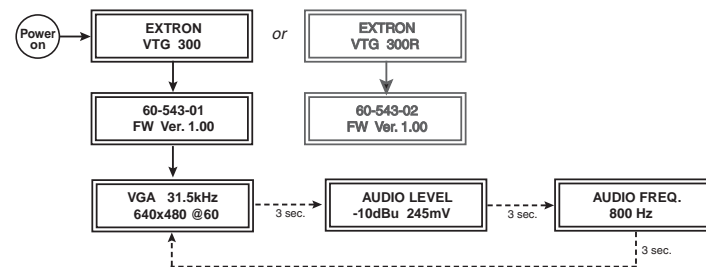 Power
on
EXTRON
VTG 300
or
EXTRON
VTG 300R
60-543-01
FW Ver. 1.00
60-543-02
FW Ver. 1.00
VGA 31.5kHz
640x480 @60
3 sec.
AUDIO LEVEL
-10dBu 245mV
3 sec.
AUDIO FREQ.
800 Hz
3 sec.